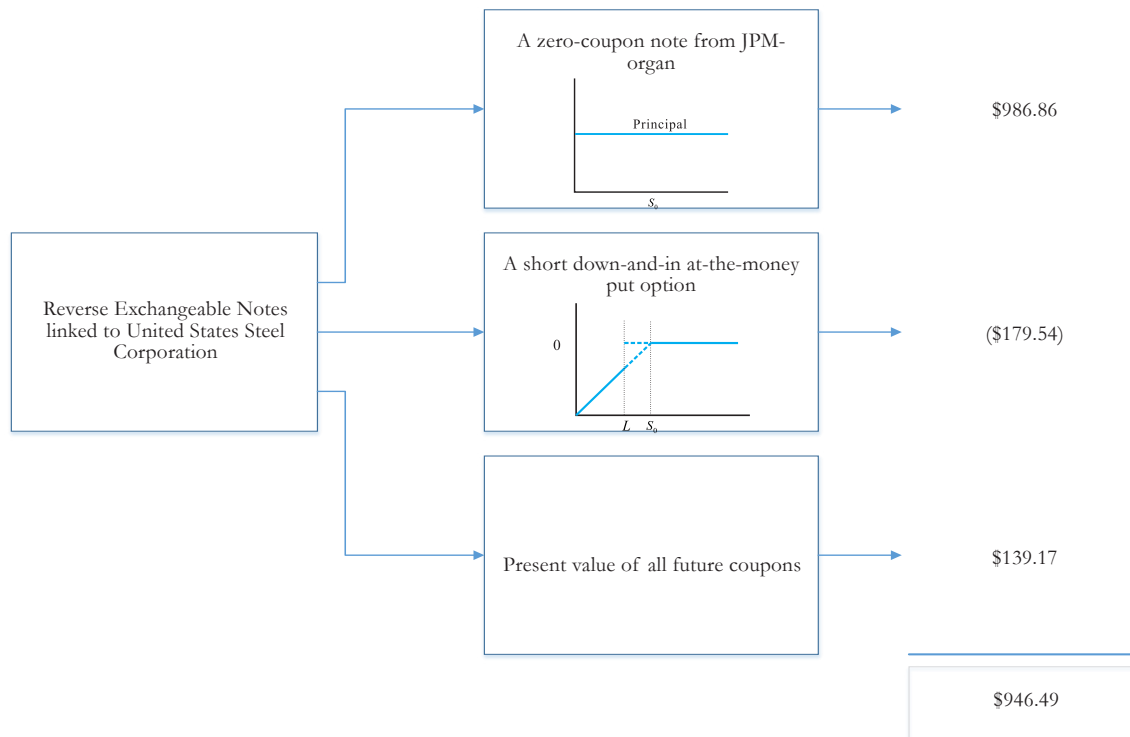 A zero-coupon note from JPM-
organ
Principal
S₀
$986.86
Reverse Exchangeable Notes
linked to United States Steel
Corporation
A short down-and-in at-the-money
put option
0
L S₀
($179.54)
Present value of all future coupons
$139.17
$946.49